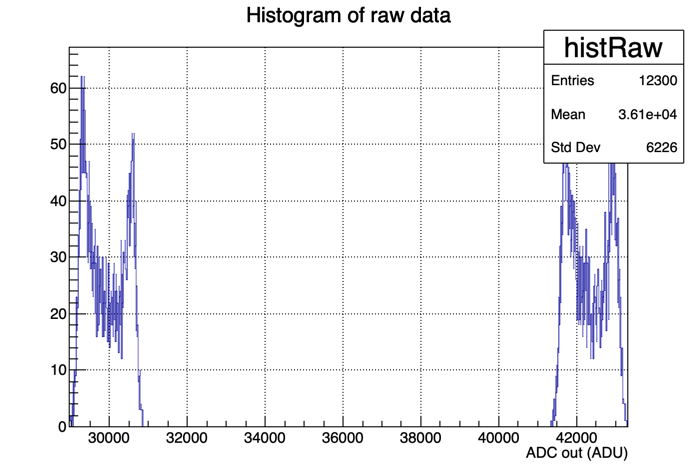 Histogram of raw data
histRaw
Entries 12300
Mean 3.61e+04
Std Dev 6226
60
50
40
30
20
10
0
30000 32000 34000 36000 38000 40000 42000
ADC out (ADU)